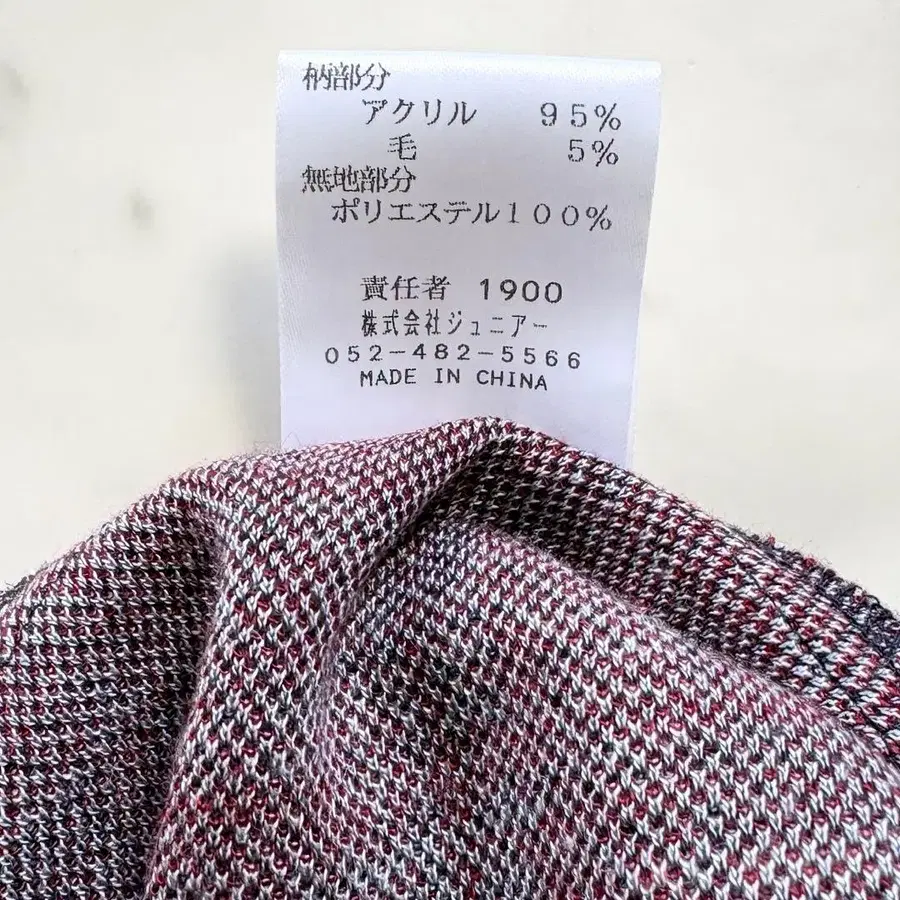 柄部分
アクリル 95%
毛 5%
無地部分
ポリエステル100%
責任者 1900
株式会社ジュニアー
052-482-5566
MADE IN CHINA